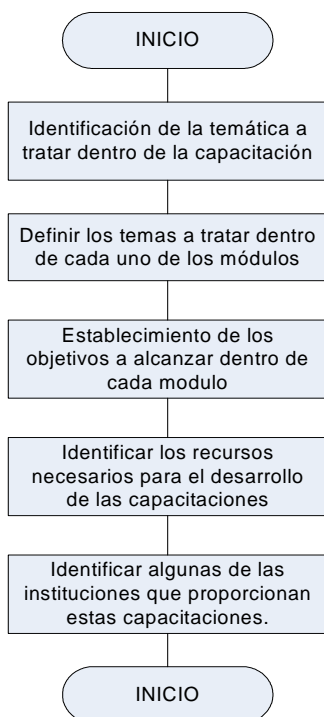 INICIO
Identificación de la temática a
tratar dentro de la capacitación
Definir los temas a tratar dentro
de cada uno de los módulos
Establecimiento de los
objetivos a alcanzar dentro de
cada modulo
Identificar los recursos
necesarios para el desarrollo
de las capacitaciones
Identificar algunas de las
instituciones que proporcionan
estas capacitaciones.
INICIO